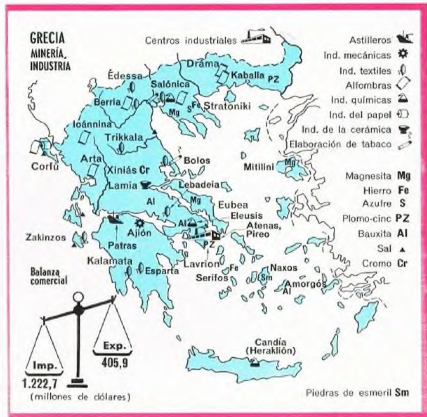 GRECIA
MINERÍA,
INDUSTRIA
Centros industriales
Astilleros
Ind. mecánicas
Ind. textiles
Alfombras
Ind. químicas
Ind. del papel
Ind. de la cerámica
Elaboración de tabaco
Magnesita Mg
Hierro Fe
Azufre S
Plomo-cinc PZ
Bauxita Al
Sal
Cromo Cr
Piedras de esmeril Sm
Drama
Kaballa PZ
Édessa
Salónica
Berria
Mg
S Fe
Stratoniki
Ioánnina
Trikkala
Corfú
Arta
Bolos
Xiniás Cr
Mitilini
Mg
Lamía
Lebadeia
Al
Mg
Eubea
Eleusis
Zakinzos
Ajión
Al
Atenas,
Pireo
Patras
PZ
Lavrion
Kalamata
Esparta
Serifos
Fe
Naxos
Sm
Amorgós
Al
Candía
(Heraklión)
Balanza
comercial
Imp.
1.222,7
Exp.
405,9
(millones de dólares)